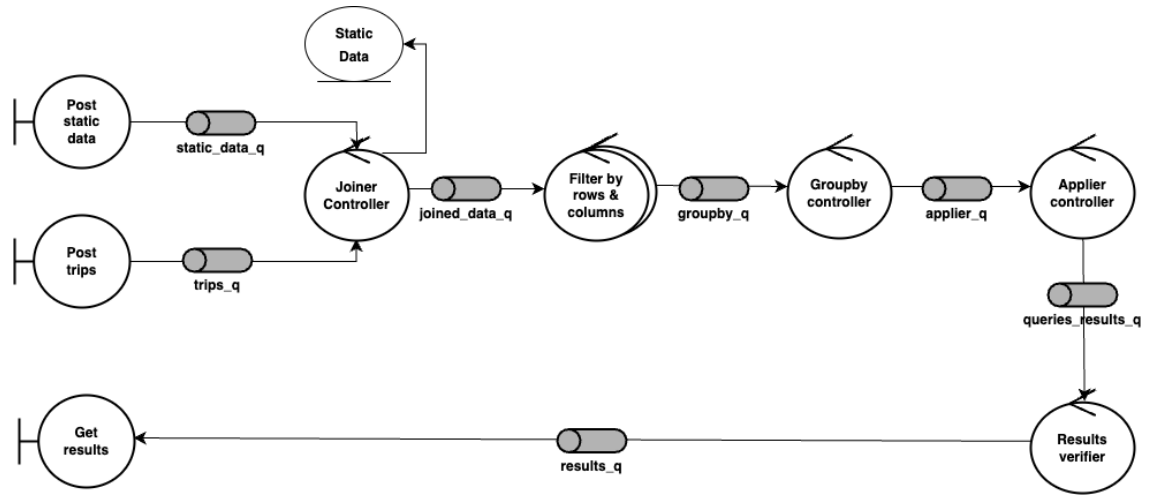 Static
Data
Post
static
data
static_data_q
Joiner
Controller
joined_data_q
Filter by
rows &
columns
groupby_q
Groupby
controller
applier_q
Applier
controller
Post
trips
trips_q
queries_results_q
Get
results
results_q
Results
verifier